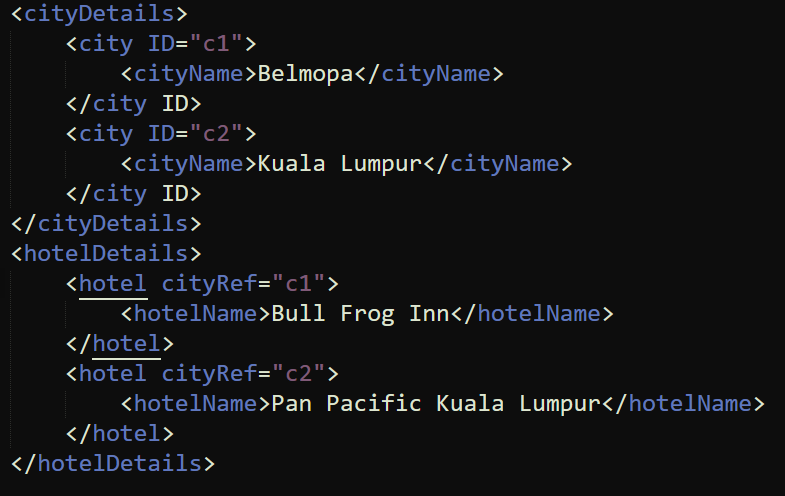 <cityDetails>
    <city ID="c1">
        <cityName>Belmopa</cityName>
    </city ID>
    <city ID="c2">
        <cityName>Kuala Lumpur</cityName>
    </city ID>
</cityDetails>
<hotelDetails>
    <hotel cityRef="c1">
        <hotelName>Bull Frog Inn</hotelName>
    </hotel>
    <hotel cityRef="c2">
        <hotelName>Pan Pacific Kuala Lumpur</hotelName>
    </hotel>
</hotelDetails>